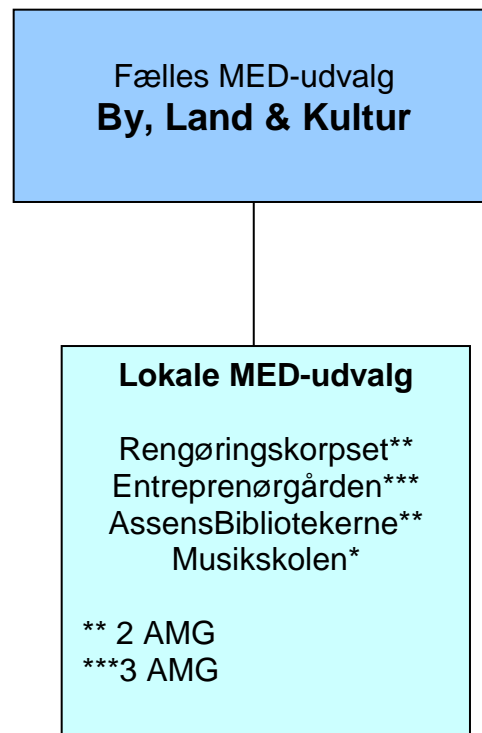 Fælles MED-udvalg
By, Land & Kultur
Lokale MED-udvalg
Rengøringskorpset**
Entreprenørgården***
AssensBibliotekerne**
Musikskolen*
** 2 AMG
***3 AMG